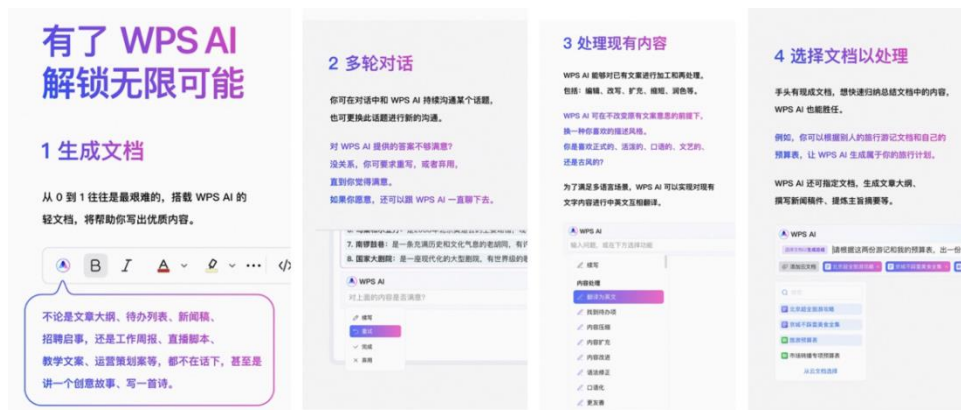 有了 WPS AI
解锁无限可能
1 生成文档
从 0 到 1 往往是最艰难的，搭载 WPS AI 的
轻文档，将帮助你写出优质内容。
B I A
不论是文章大纲、待办列表、新闻稿、
招聘启事，还是工作周报、直播脚本、
教学文案、运营策划案等，都不在话下，甚至是
讲一个创意故事、写一首诗。
2 多轮对话
你可在对话中和 WPS AI 持续沟通某个话题，
也可更换此话题进行新的沟通。
对 WPS AI 提供的答案不够满意？
没关系，你可要求重写，或者弃用，
直到你觉得满意。
如果你愿意，还可以跟 WPS AI 一直聊下去。
7. 南锣鼓巷：是一条充满历史和文化气息的老胡同，有许
8. 国家大剧院：是一座现代化的大型剧院，有世界级的
WPS AI
对上面的内容是否满意？
续写
重试
完成
弃用
3 处理现有内容
WPS AI 能够对已有文案进行加工和再处理。
包括：编辑、改写、扩充、缩短、润色等。
WPS AI 可在不改变原有文案意思的前提下，
换一种你喜欢的描述风格。
你是喜欢正式的、活泼的、口语的、文艺的、
还是古风的？
为了满足多语言场景，WPS AI 可以实现对现有
文字内容进行中英文互相翻译。
WPS AI
输入问题，或在下方选择功能
续写
内容处理
翻译为英文
找到待办项
内容压缩
内容扩充
内容改进
语法修正
口语化
更友善
4 选择文档以处理
手头有现成文档，想快速归纳总结文档中的内容，
WPS AI 也能胜任。
例如，你可以根据别人的旅行游记文档和自己的
预算表，让 WPS AI 生成属于你的旅行计划。
WPS AI 还可指定文档，生成文章大纲、
撰写新闻稿件、提炼主旨摘要等。
WPS AI
请根据这两份游记和我的预算表，出一份
添加云文档
北京超全旅游攻略
京城不踩雷美食全集
旅游预算表
市场纯播专项预算表
从云文档选择